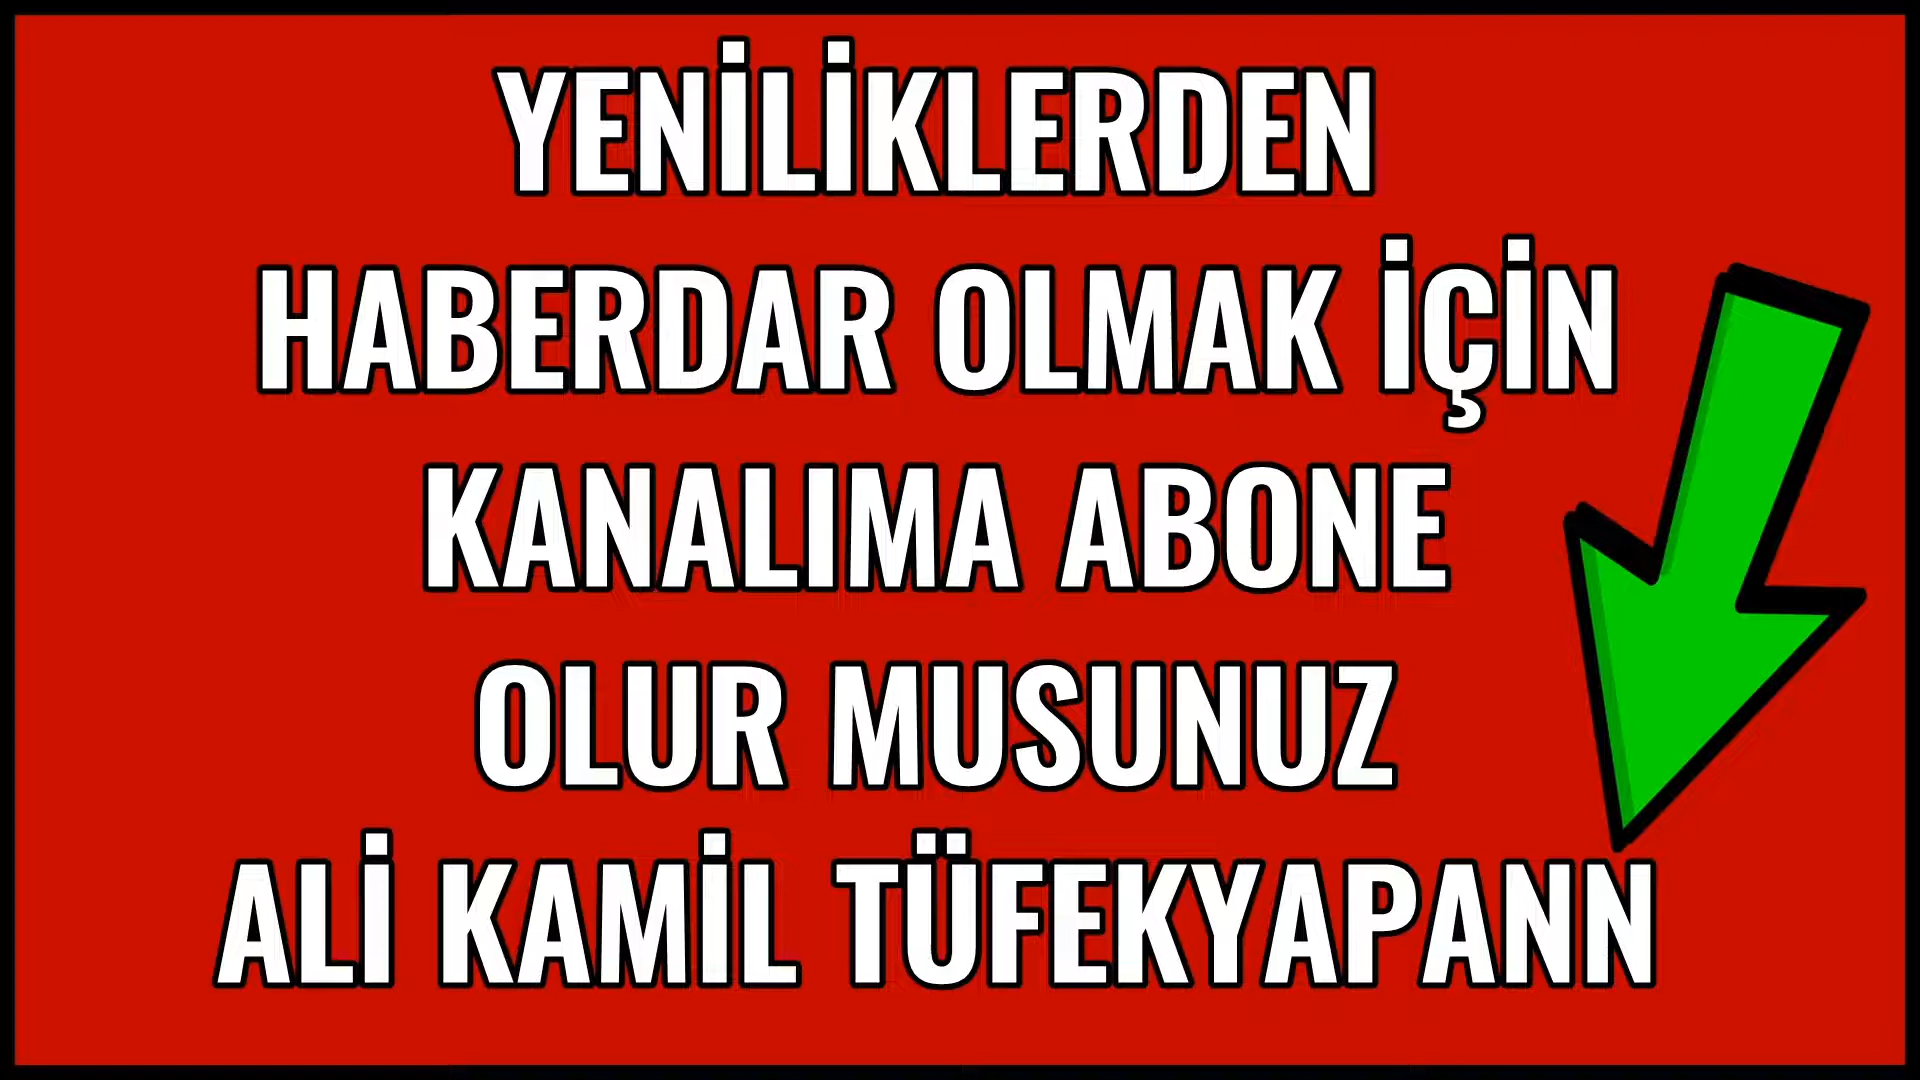 YENİLİKLERDEN
HABERDAR OLMAK İÇİN
KANALIMA ABONE
OLUR MUSUNUZ
ALİ KAMİL TÜFEKYAPANN